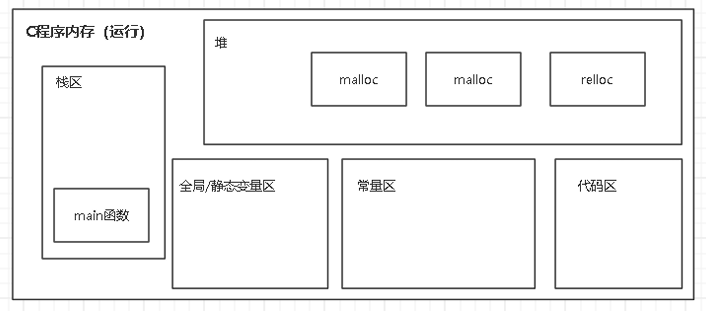 C程序内存（运行）
堆
malloc
malloc
relloc
栈区
main函数
全局/静态变量区
常量区
代码区